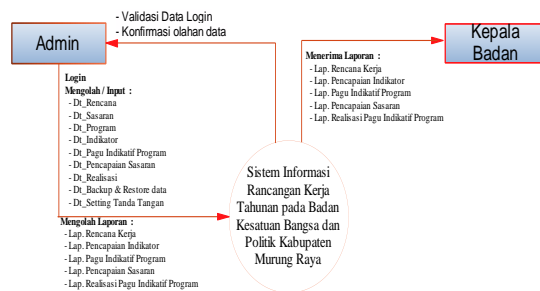 Admin
- Validasi Data Login
- Konfirmasi olahan data
Kepala
Badan
Login
Mengolah / Input :
- Dt_Rencana
- Dt_Sasaran
- Dt_Program
- Dt_Indikator
- Dt_Pagu Indikatif Program
- Dt_Pencapaian Sasaran
- Dt_Realisasi
- Dt_Backup & Restore data
- Dt_Setting Tanda Tangan
Menerima Laporan :
- Lap. Rencana Kerja
- Lap. Pencapaian Indikator
- Lap. Pagu Indikatif Program
- Lap. Pencapaian Sasaran
- Lap. Realisasi Pagu Indikatif Program
Sistem Informasi
Rancangan Kerja
Tahunan pada Badan
Kesatuan Bangsa dan
Politik Kabupaten
Murung Raya
Mengolah Laporan :
- Lap. Rencana Kerja
- Lap. Pencapaian Indikator
- Lap. Pagu Indikatif Program
- Lap. Pencapaian Sasaran
- Lap. Realisasi Pagu Indikatif Program